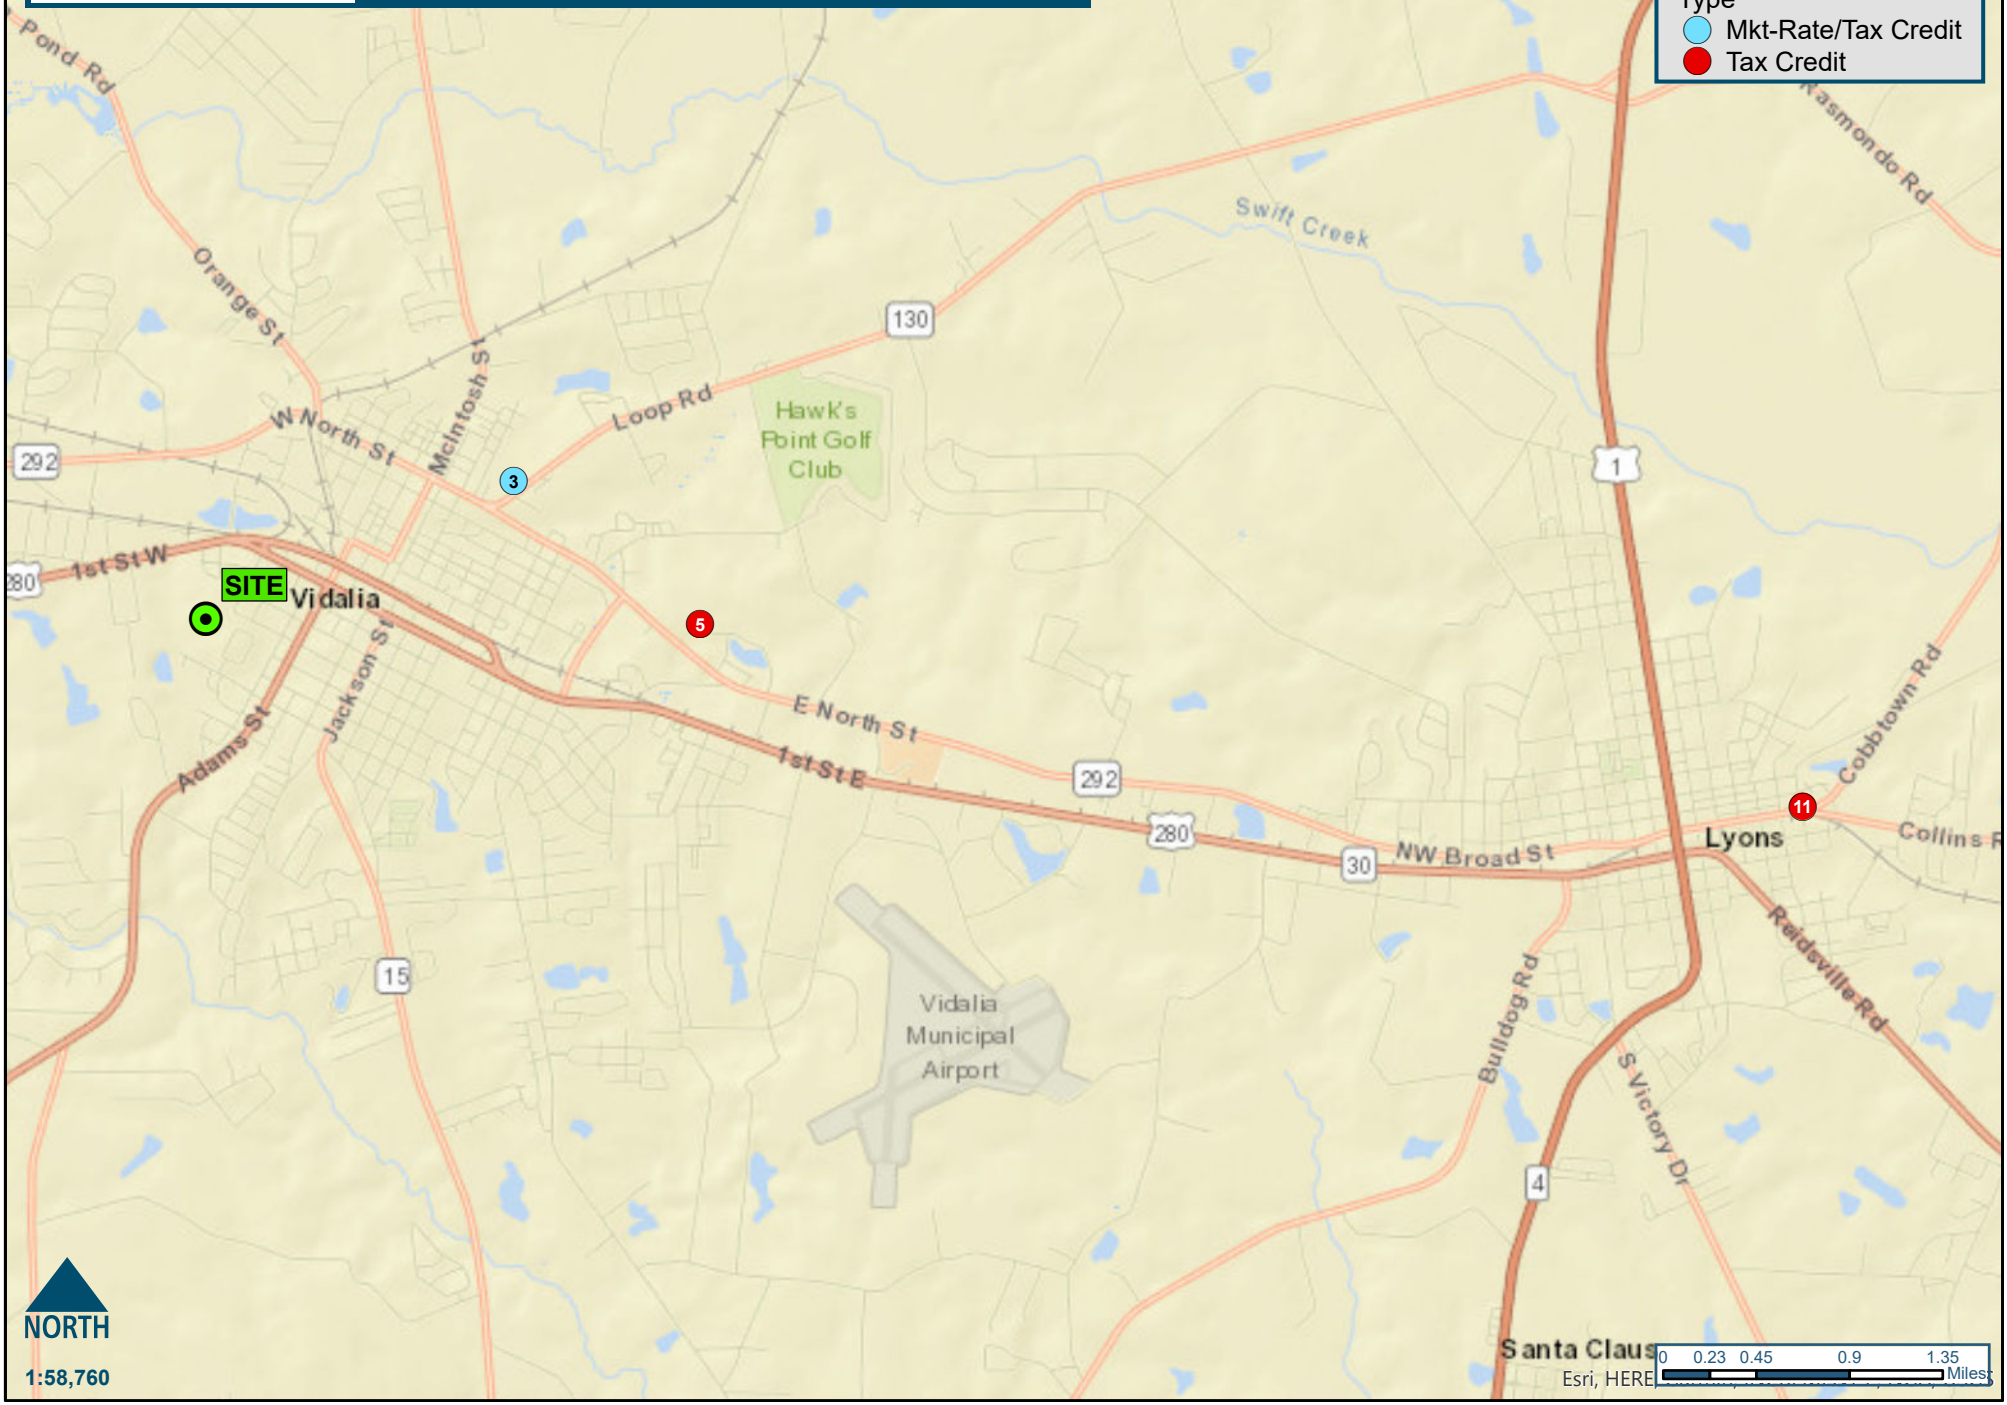 Type
Mkt-Rate/Tax Credit
Tax Credit
Pond Rd
Rasmondo Rd
Swift Creek
Orange St
130
McIntosh St
Loop Rd
Hawk's
Point Golf
Club
W North St
292
1
3
1st St W
280
SITE
Vidalia
5
Jackson St
Adams St
E North St
1st St E
292
280
30
NW Broad St
Cobbtown Rd
11
Lyons
Collins R
Reidsville Rd
15
Vidalia
Municipal
Airport
Bulldog Rd
S Victory Dr
4
NORTH
1:58,760
Santa Claus
0 0.23 0.45 0.9 1.35
Miles
Esri, HERE